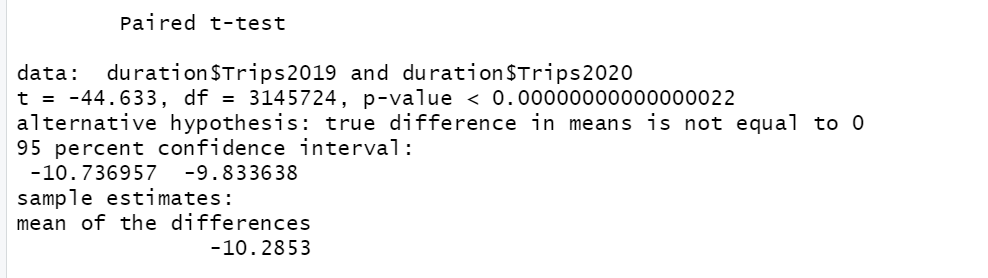 Paired t-test
data: duration$Trips2019 and duration$Trips2020
t = -44.633, df = 3145724, p-value < 0.00000000000000022
alternative hypothesis: true difference in means is not equal to 0
95 percent confidence interval:
-10.736957 -9.833638
sample estimates:
mean of the differences
-10.2853